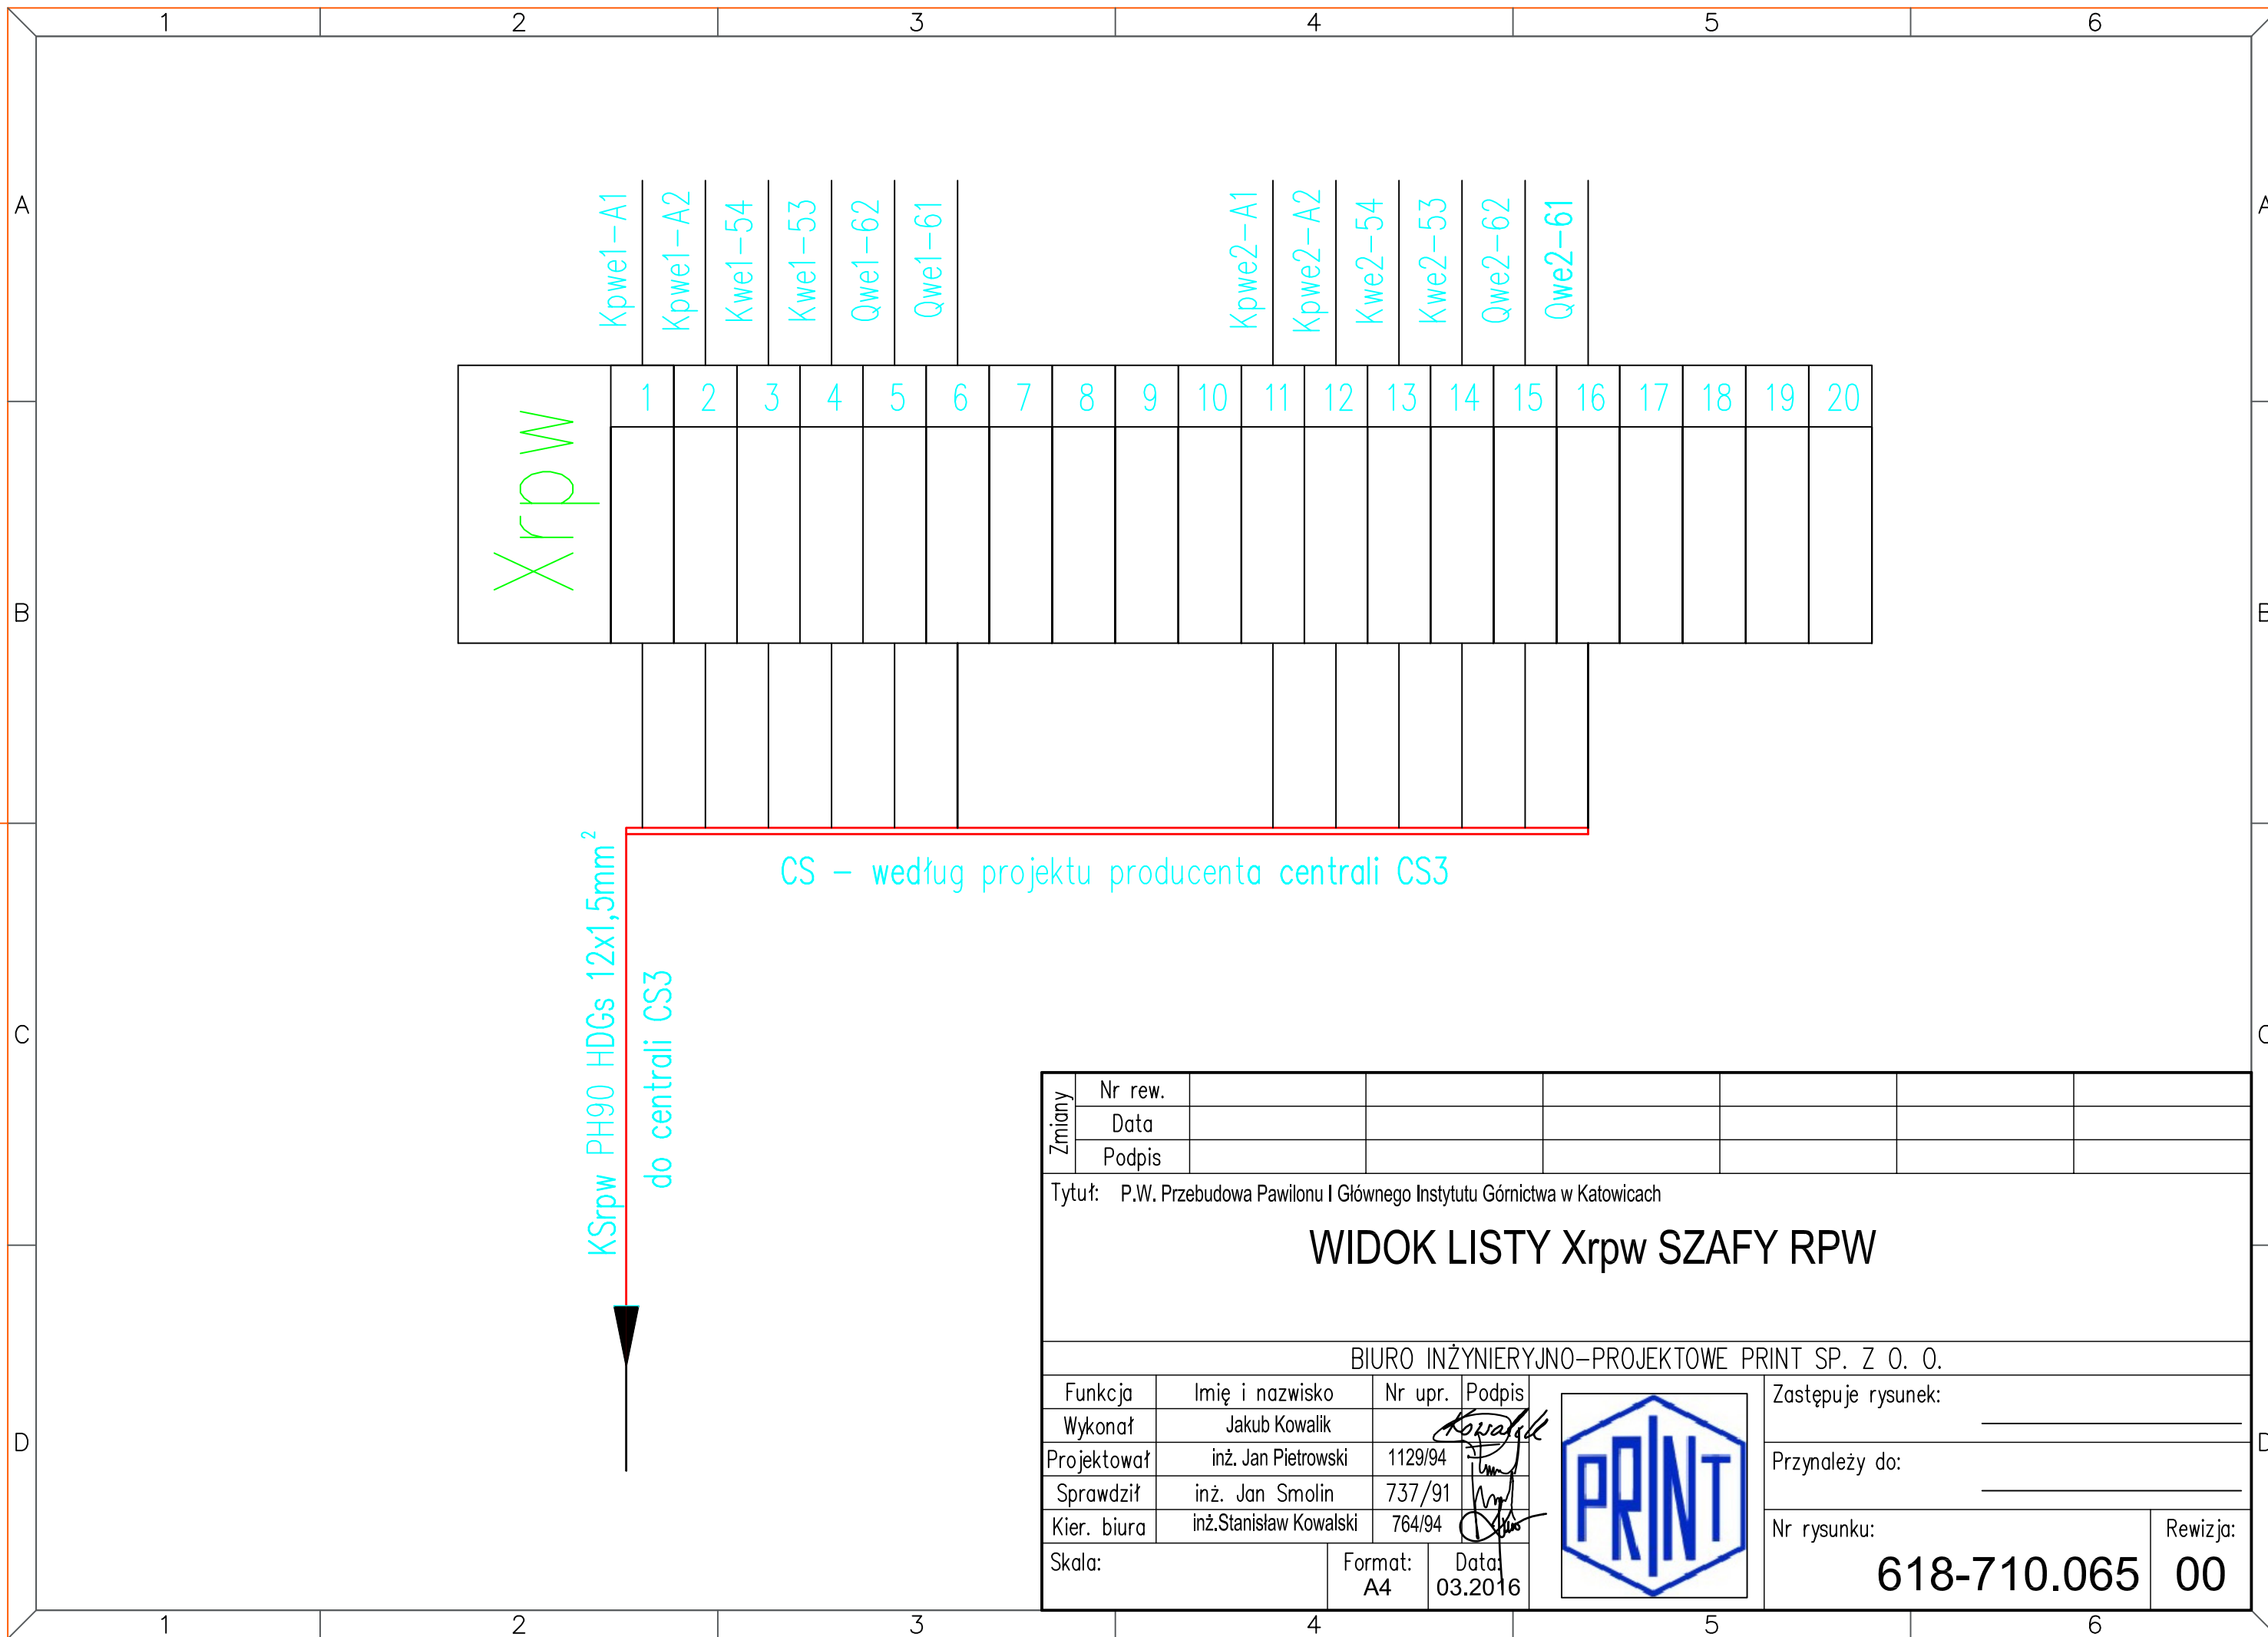 1 2 3 4 5 6
A A
Kpwe1-A1
Kpwe1-A2
Kwe1-54
Kwe1-53
Qwe1-62
Qwe1-61
Kpwe2-A1
Kpwe2-A2
Kwe2-54
Kwe2-53
Qwe2-62
Qwe2-61
Xrpw
1 2 3 4 5 6 7 8 9 10 11 12 13 14 15 16 17 18 19 20
B B
CS – według projektu producenta centrali CS3
KSrpw PH90 HDGs 12x1,5mm²
do centrali CS3
C C
Zmiany
Nr rew.
Data
Podpis
Tytuł: P.W. Przebudowa Pawilonu I Głównego Instytutu Górnictwa w Katowicach
WIDOK LISTY Xrpw SZAFY RPW
BIURO INŻYNIERYJNO–PROJEKTOWE PRINT SP. Z O. O.
Funkcja Imię i nazwisko Nr upr. Podpis
Wykonał Jakub Kowalik Kowalik
Projektował inż. Jan Pietrowski 1129/94
Sprawdził inż. Jan Smolin 737/91
Kier. biura inż.Stanisław Kowalski 764/94
Skala:
Format: A4
Data: 03.2016
PRINT
Zastępuje rysunek:
Przynależy do:
Nr rysunku: 618-710.065
Rewizja: 00
D D
1 2 3 4 5 6